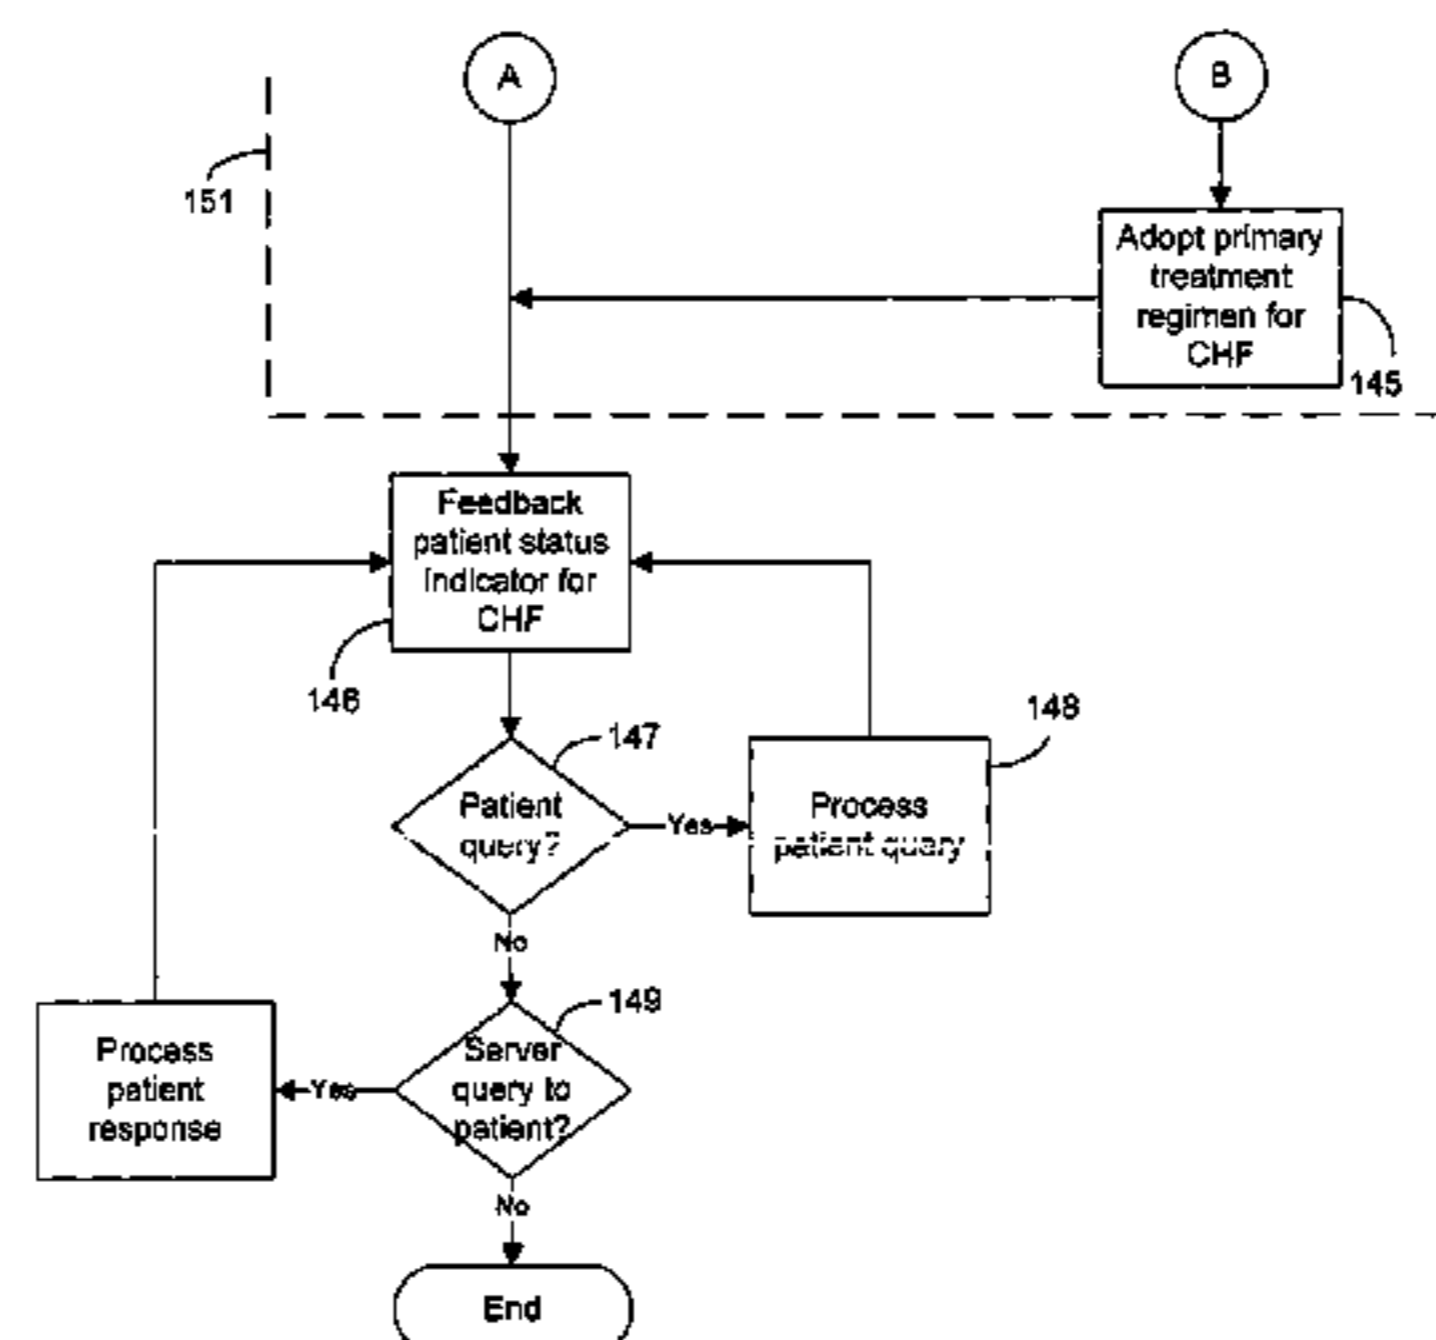 A
B
151
Adopt primary
treatment
regimen for
CHF
145
Feedback
patient status
indicator for
CHF
146
147
148
Patient
query?
Yes
Process
patient query
No
149
Server
query to
patient?
Yes
Process
patient
response
No
End